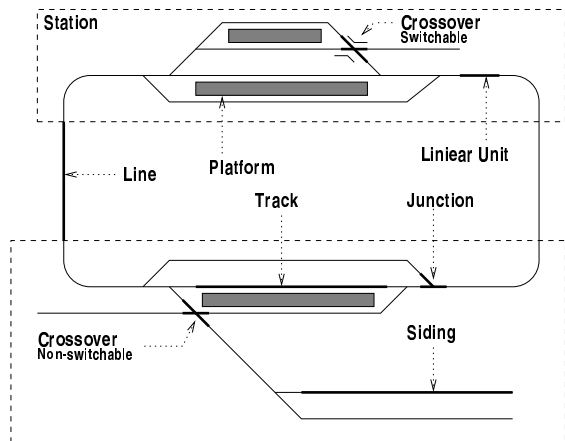 Station
Crossover
Switchable
Platform
Liniear Unit
Line
Track
Junction
Crossover
Non-switchable
Siding